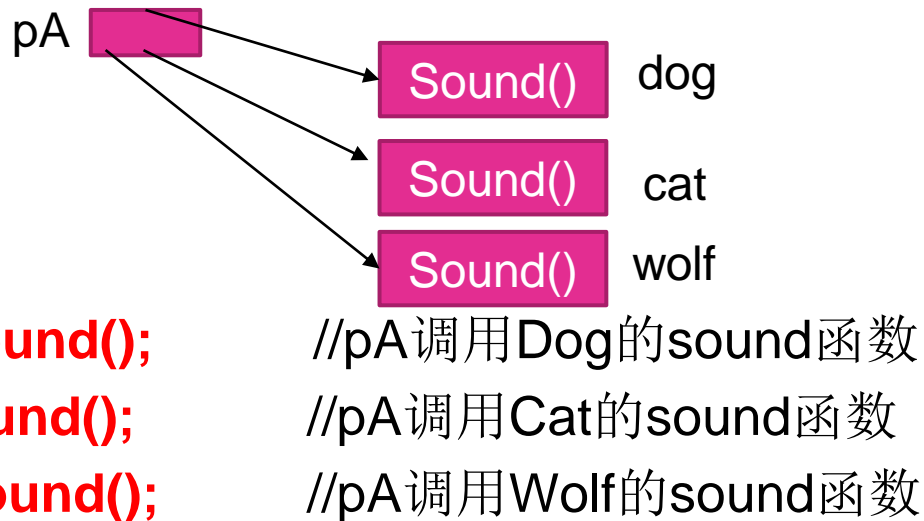 pA
Sound() dog
Sound() cat
Sound() wolf
und(); //pA调用Dog的sound函数
und(); //pA调用Cat的sound函数
ound(); //pA调用Wolf的sound函数